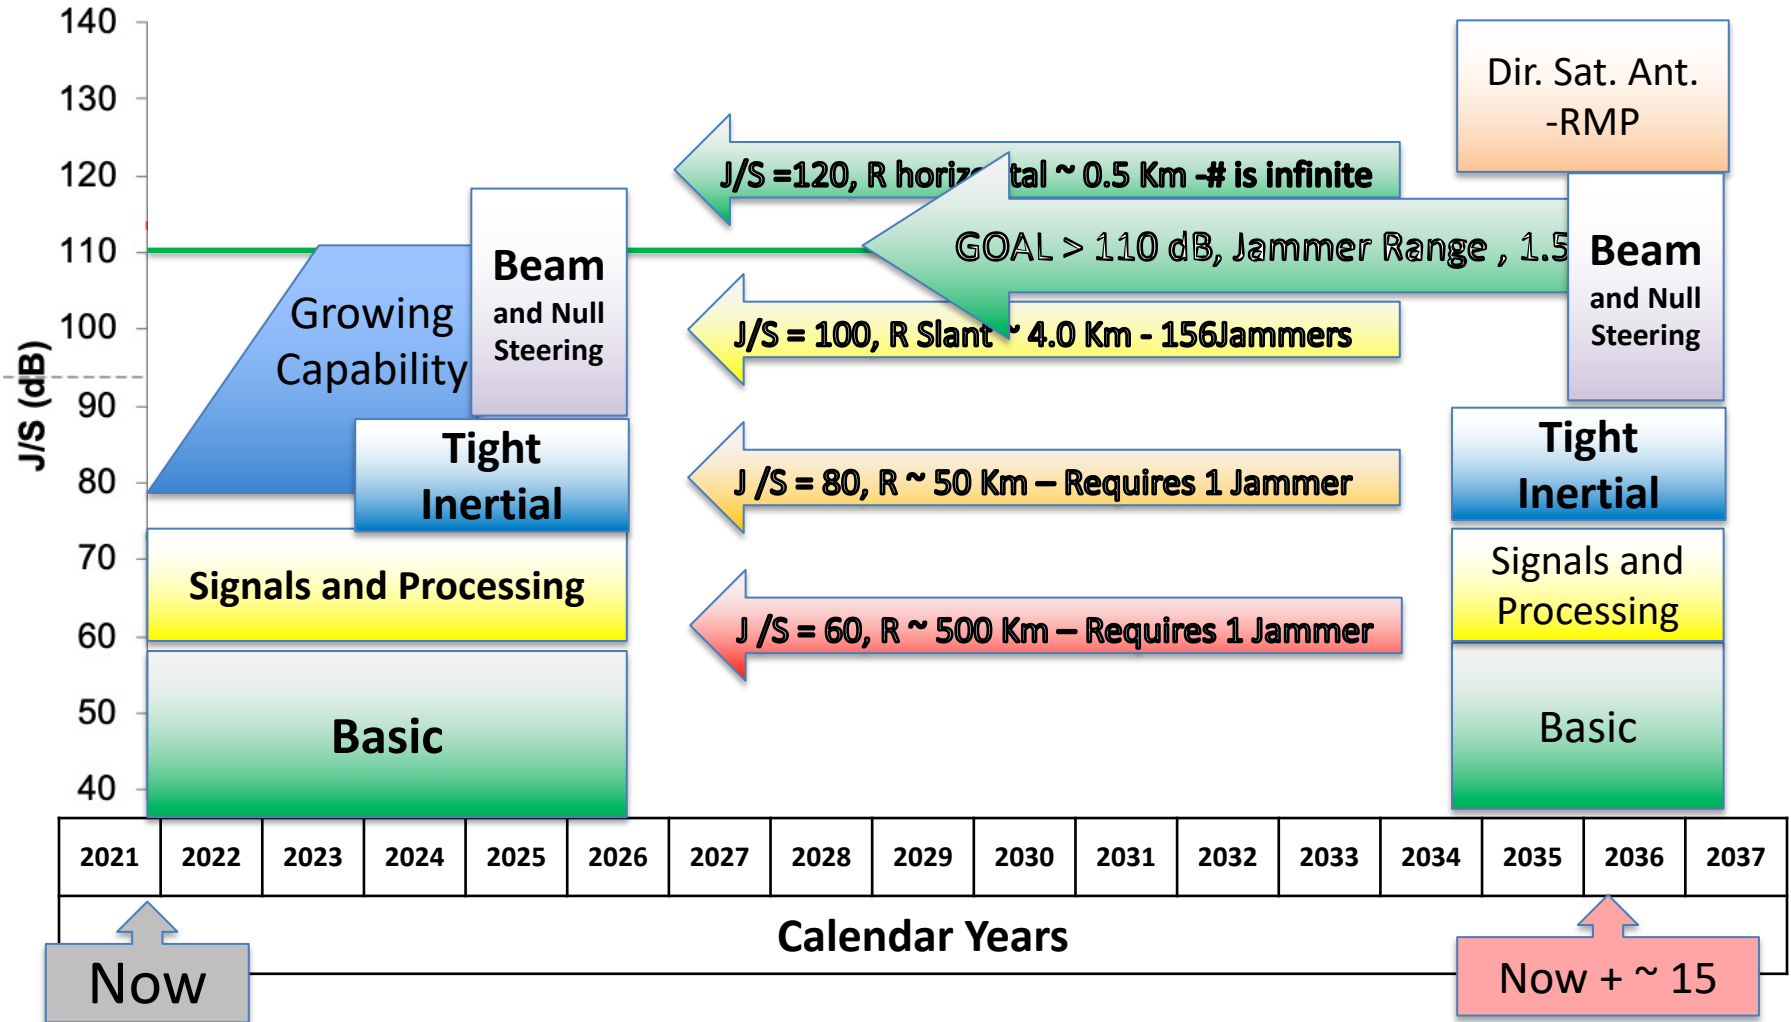 140
130
120
110
100
90
80
70
60
50
40
J/S (dB)
Dir. Sat. Ant.
-RMP
J/S =120, R horiz tal ~ 0.5 Km -# is infinite
GOAL > 110 dB, Jammer Range , 1.5
Beam
and Null
Steering
Beam
and Null
Steering
Growing
Capability
J/S = 100, R Slant ~ 4.0 Km - 156Jammers
Tight
Inertial
J /S = 80, R ~ 50 Km – Requires 1 Jammer
Tight
Inertial
Signals and Processing
J /S = 60, R ~ 500 Km – Requires 1 Jammer
Signals and
Processing
Basic
Basic
2021 2022 2023 2024 2025 2026 2027 2028 2029 2030 2031 2032 2033 2034 2035 2036 2037
Calendar Years
Now
Now + ~ 15